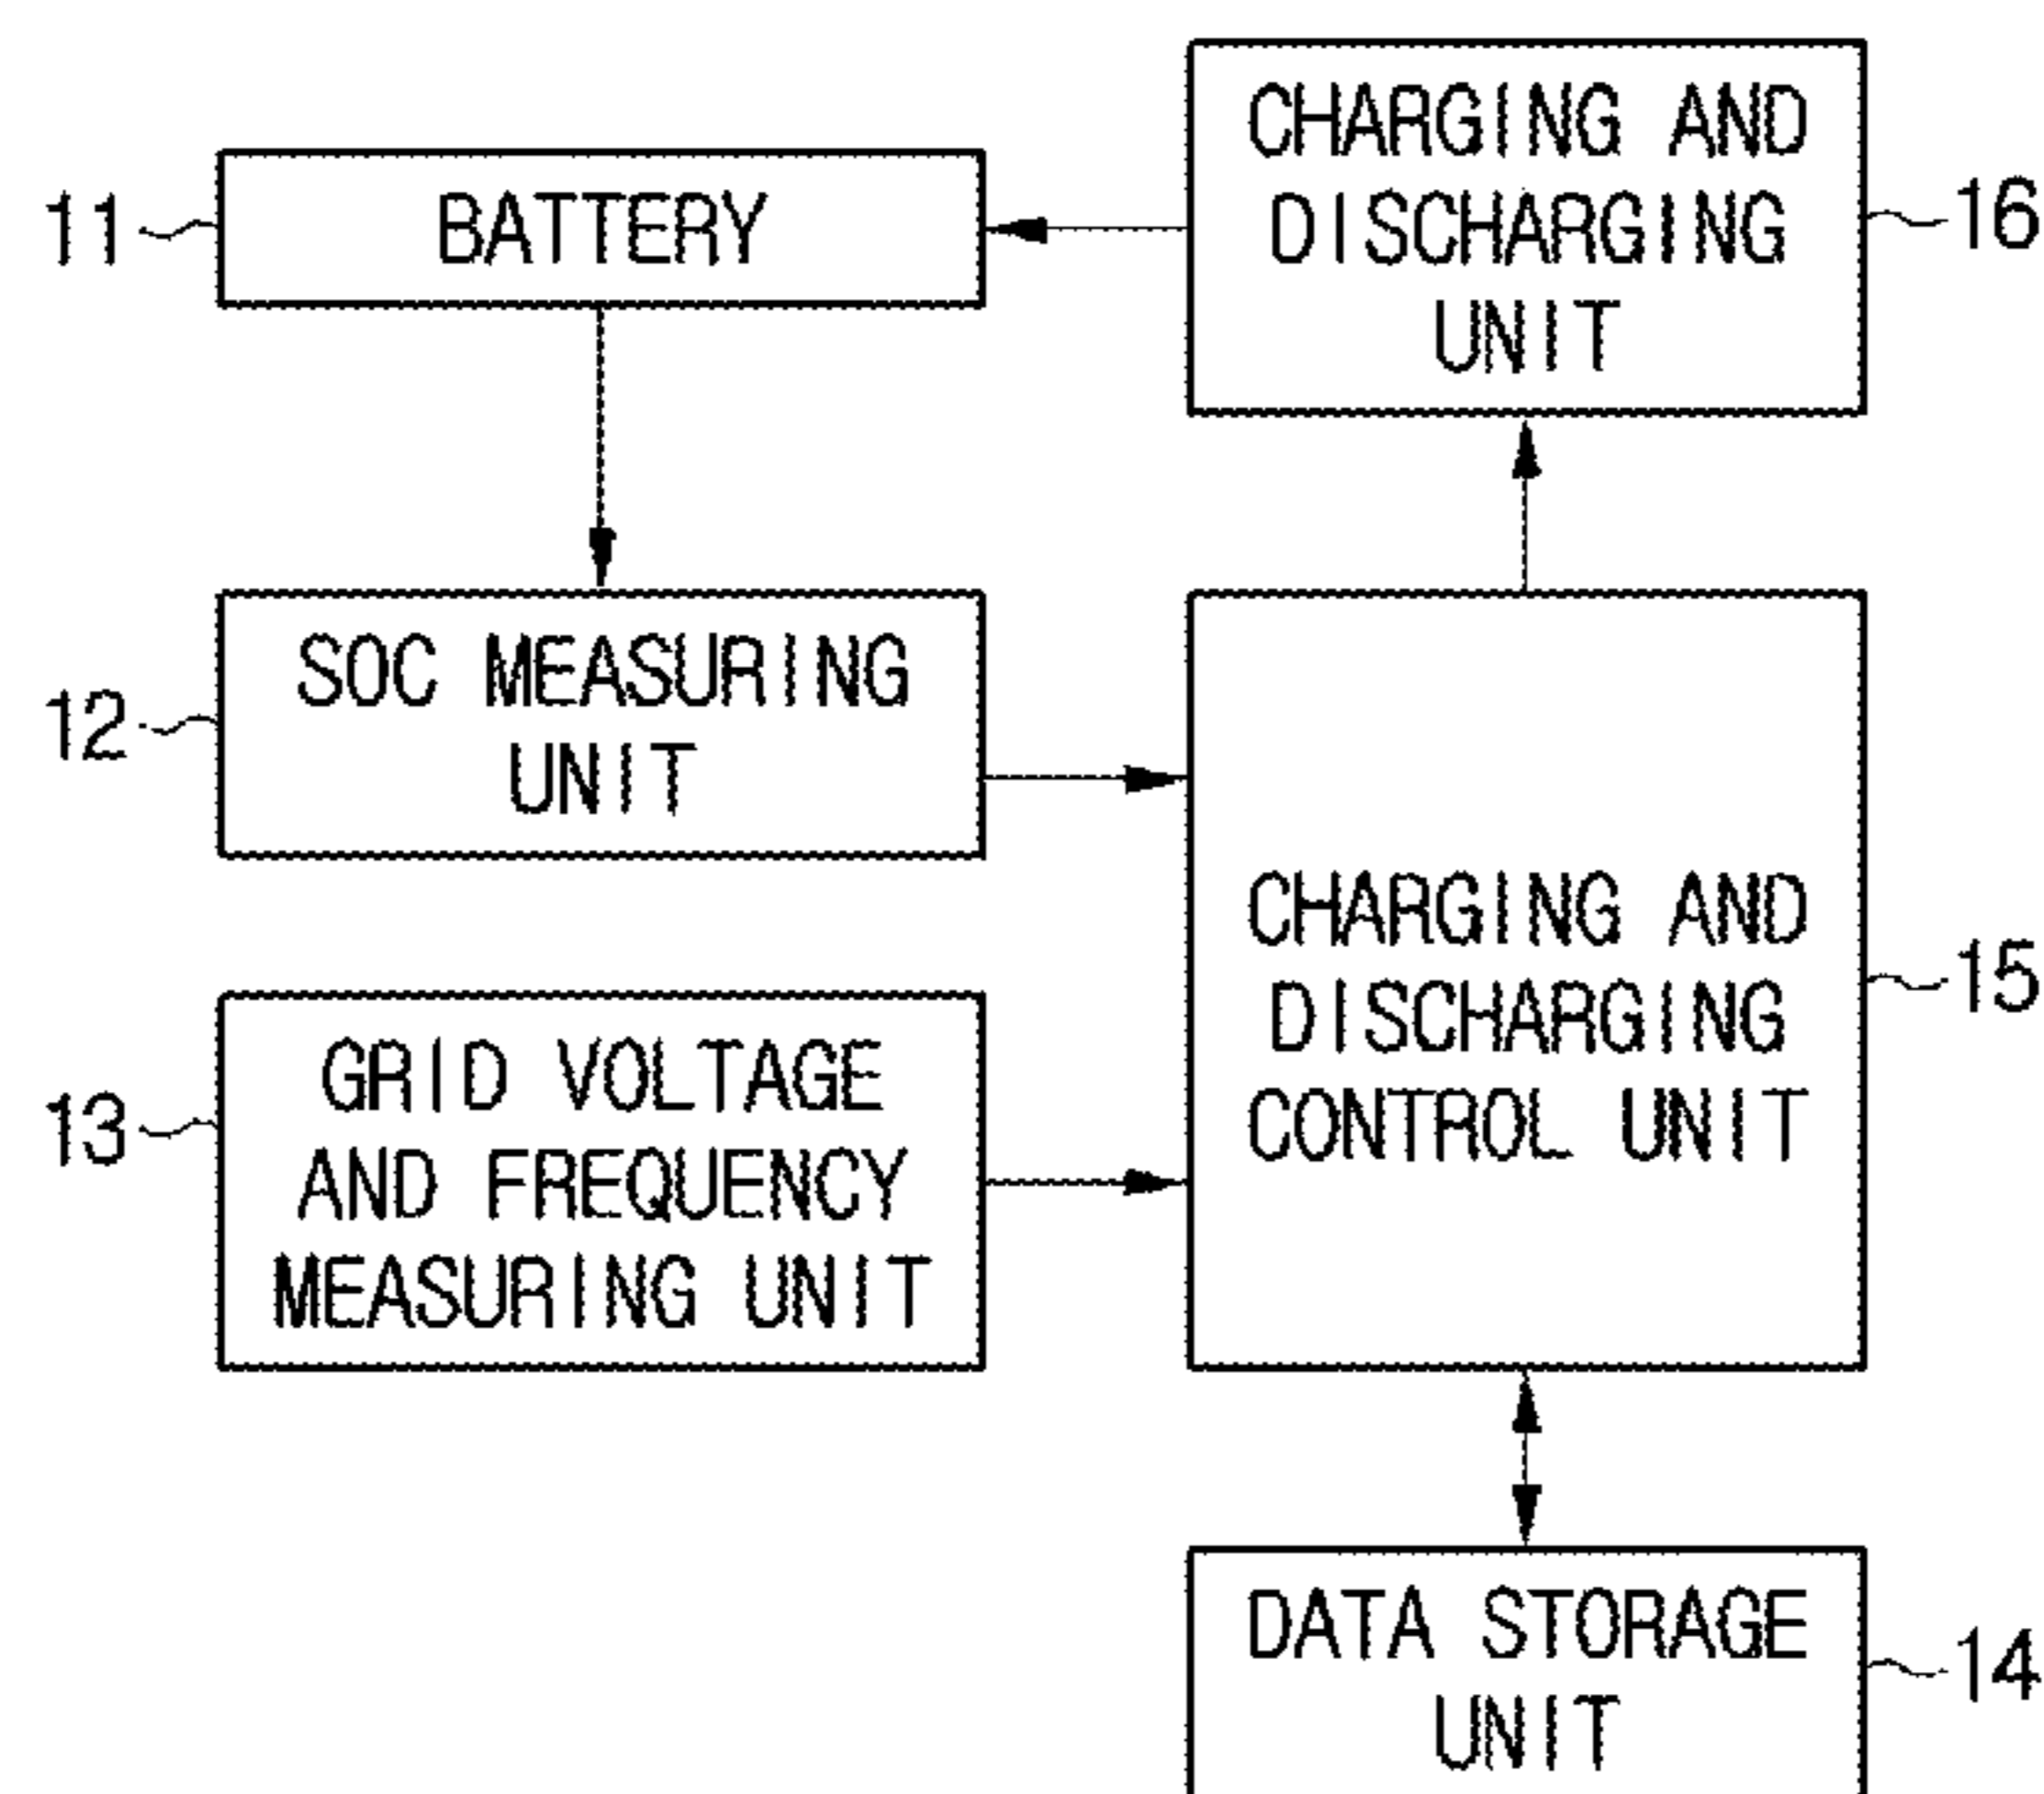 11
BATTERY
CHARGING AND
DISCHARGING
UNIT
16
12
SOC MEASURING
UNIT
13
GRID VOLTAGE
AND FREQUENCY
MEASURING UNIT
CHARGING AND
DISCHARGING
CONTROL UNIT
15
DATA STORAGE
UNIT
14